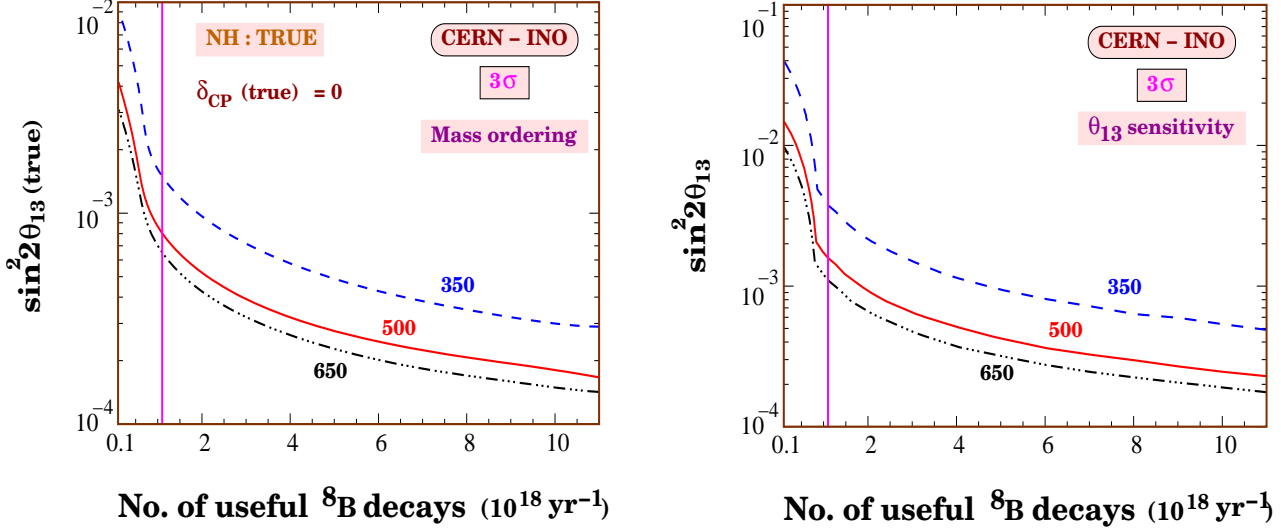 10⁻²
NH : TRUE
CERN – INO
δCP (true) = 0
3σ
Mass ordering
sin²2θ₁₃ (true)
10⁻³
350
500
650
10⁻⁴
0.1 2 4 6 8 10
No. of useful ⁸B decays (10¹⁸ yr⁻¹)
10⁻¹
CERN – INO
3σ
θ₁₃ sensitivity
10⁻²
sin²2θ₁₃
10⁻³
350
500
650
10⁻⁴
0.1 2 4 6 8 10
No. of useful ⁸B decays (10¹⁸ yr⁻¹)